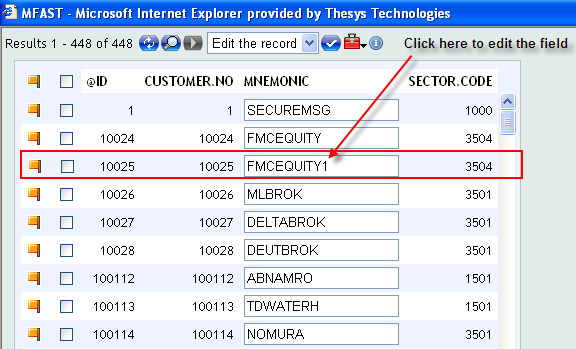 MFAST - Microsoft Internet Explorer provided by Thesys Technologies
Results 1 - 448 of 448 Edit the record Click here to edit the field
@ID CUSTOMER.NO MNEMONIC SECTOR.CODE
1 1 SECUREMSG 1000
10024 10024 FMCEQUITY 3504
10025 10025 FMCEQUITY1 3504
10026 10026 MLBROK 3501
10027 10027 DELTABROK 3501
10028 10028 DEUTBROK 3501
100112 100112 ABNAMRO 1501
100113 100113 TDWATERH 3501
100114 100114 NOMURA 3501